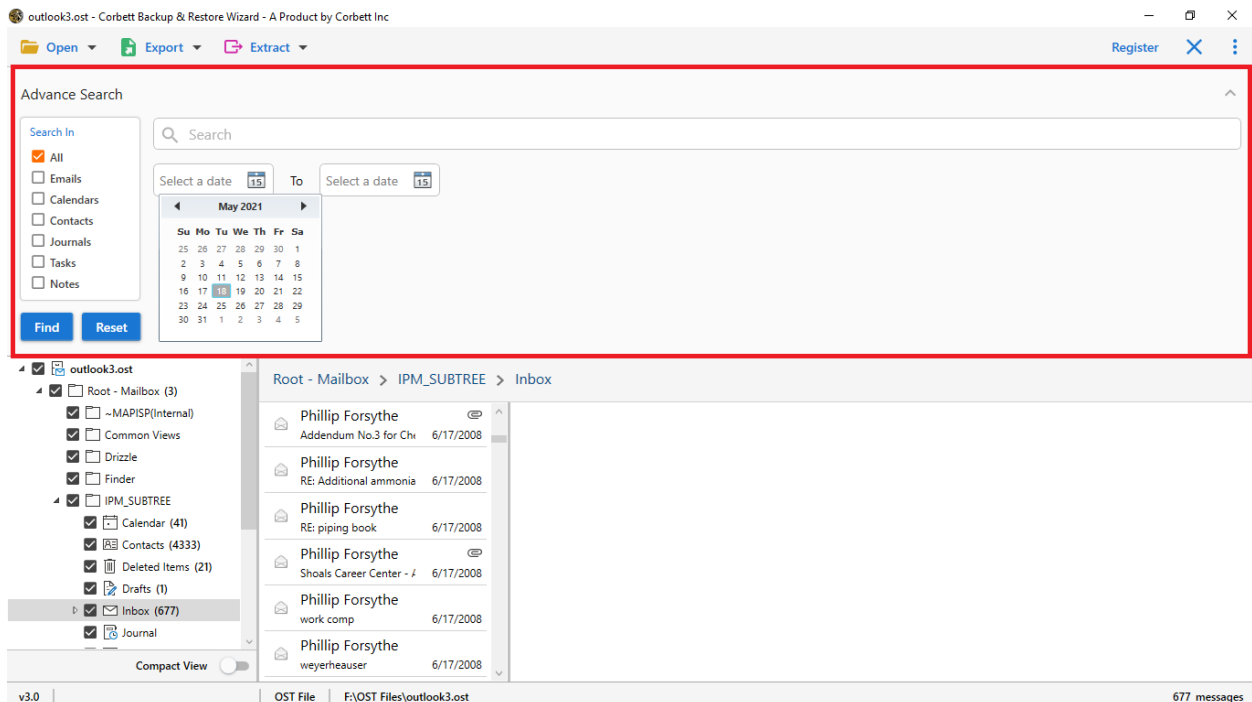 outlook3.ost - Corbett Backup & Restore Wizard - A Product by Corbett Inc
Open Export Extract Register
Advance Search
Search In
Search
All
Emails
Calendars
Contacts
Journals
Tasks
Notes
Find Reset
Select a date 15 To Select a date 15
May 2021
Su Mo Tu We Th Fr Sa
25 26 27 28 29 30 1
2 3 4 5 6 7 8
9 10 11 12 13 14 15
16 17 18 19 20 21 22
23 24 25 26 27 28 29
30 31 1 2 3 4 5
outlook3.ost
Root - Mailbox (3)
~MAPISP(Internal)
Common Views
Drizzle
Finder
IPM_SUBTREE
Calendar (41)
Contacts (4333)
Deleted Items (21)
Drafts (1)
Inbox (677)
Journal
Compact View
Root - Mailbox > IPM_SUBTREE > Inbox
Phillip Forsythe
Addendum No.3 for Che 6/17/2008
Phillip Forsythe
RE: Additional ammonia 6/17/2008
Phillip Forsythe
RE: piping book 6/17/2008
Phillip Forsythe
Shoals Career Center - 6/17/2008
Phillip Forsythe
work comp 6/17/2008
Phillip Forsythe
weyerheauser 6/17/2008
v3.0 OST File F:\OST Files\outlook3.ost 677 messages